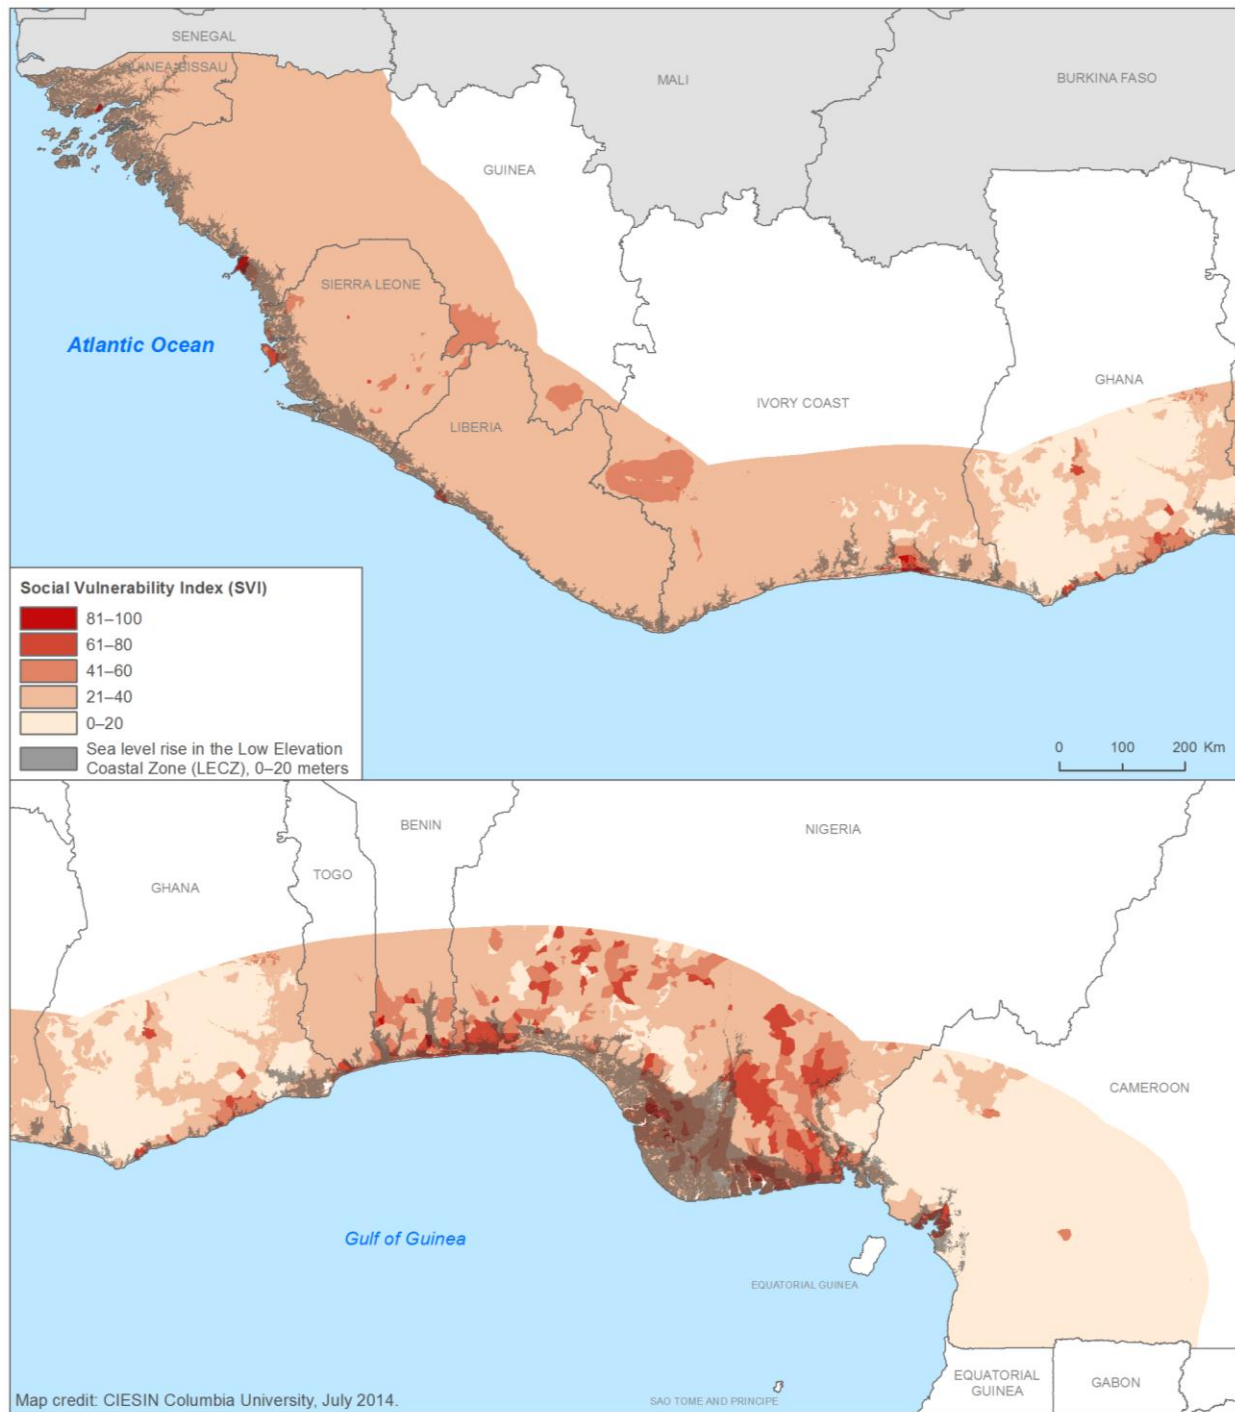 SENEGAL
GUINEA-BISSAU
MALI
BURKINA FASO
GUINEA
SIERRA LEONE
Atlantic Ocean
GHANA
IVORY COAST
LIBERIA
Social Vulnerability Index (SVI)
81–100
61–80
41–60
21–40
0–20
Sea level rise in the Low Elevation
Coastal Zone (LECZ), 0–20 meters
0 100 200 Km
BENIN
NIGERIA
TOGO
GHANA
CAMEROON
Gulf of Guinea
EQUATORIAL GUINEA
EQUATORIAL
GUINEA
GABON
Map credit: CIESIN Columbia University, July 2014.
SAO TOME AND PRINCIPE